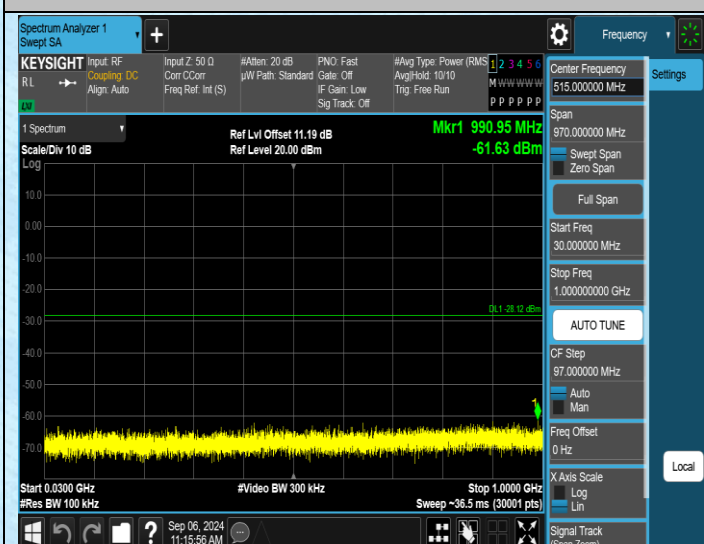 Spectrum Analyzer 1
Swept SA
+
Frequency
KEYSIGHT
RL
LXI
Input: RF
Coupling: DC
Align: Auto
Input Z: 50 Ω
Corr CCorr
Freq Ref: Int (S)
#Atten: 20 dB
µW Path: Standard
PNO: Fast
Gate: Off
IF Gain: Low
Sig Track: Off
#Avg Type: Power (RMS
Avg|Hold: 10/10
Trig: Free Run
1 2 3 4 5 6
M W W W W W
P P P P P P
1 Spectrum
Scale/Div 10 dB
Ref Lvl Offset 11.19 dB
Ref Level 20.00 dBm
Mkr1 990.95 MHz
-61.63 dBm
Log
10.0
0.00
-10.0
-20.0
-30.0
-40.0
-50.0
-60.0
-70.0
DL1 -28.12 dBm
1
Start 0.0300 GHz
#Res BW 100 kHz
#Video BW 300 kHz
Stop 1.0000 GHz
Sweep ~36.5 ms (30001 pts)
?
Sep 06, 2024
11:15:56 AM
Center Frequency
515.000000 MHz
Span
970.000000 MHz
Swept Span
Zero Span
Full Span
Start Freq
30.000000 MHz
Stop Freq
1.000000000 GHz
AUTO TUNE
CF Step
97.000000 MHz
Auto
Man
Freq Offset
0 Hz
X Axis Scale
Log
Lin
Signal Track
(Span Zoom)
Settings
Local